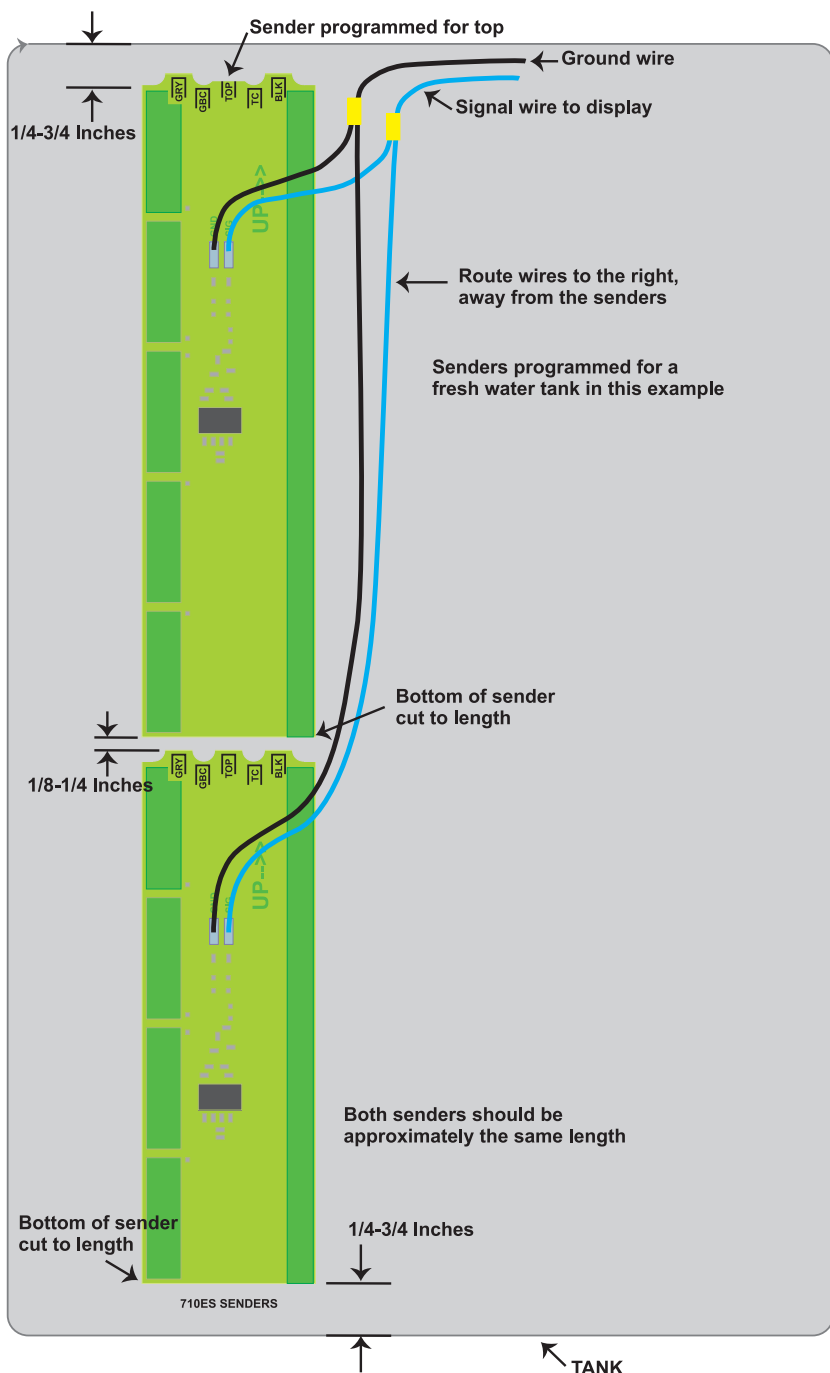 Sender programmed for top
Ground wire
Signal wire to display
1/4-3/4 Inches
GRY
GBC
TOP
TC
BLK
UP--->>
SIG
Route wires to the right,
away from the senders
Senders programmed for a
fresh water tank in this example
Bottom of sender
cut to length
1/8-1/4 Inches
GRY
GBC
TOP
TC
BLK
SIG
Both senders should be
approximately the same length
Bottom of sender
cut to length
1/4-3/4 Inches
710ES SENDERS
TANK